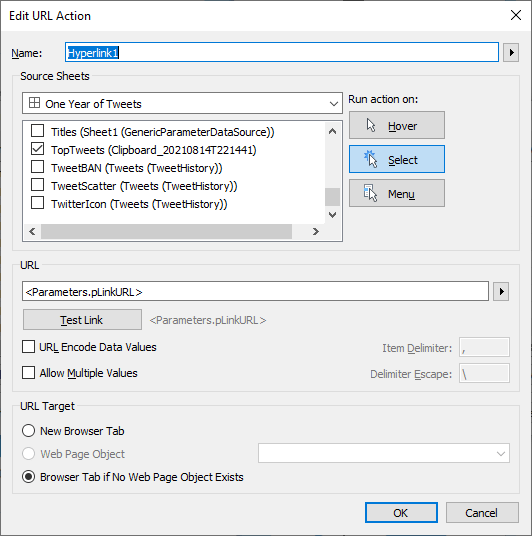 Edit URL Action
Name: Hyperlink1
Source Sheets
One Year of Tweets
Run action on:
Titles (Sheet1 (GenericParameterDataSource))
TopTweets (Clipboard_20210814T221441)
TweetBAN (Tweets (TweetHistory))
TweetScatter (Tweets (TweetHistory))
TwitterIcon (Tweets (TweetHistory))
Hover
Select
Menu
URL
<Parameters.pLinkURL>
Test Link <Parameters.pLinkURL>
URL Encode Data Values Item Delimiter: ,
Allow Multiple Values Delimiter Escape: \
URL Target
New Browser Tab
Web Page Object
Browser Tab if No Web Page Object Exists
OK Cancel